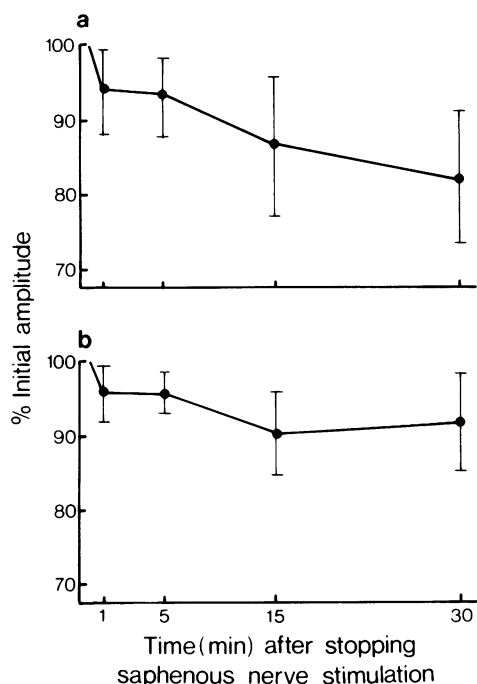 a
100
90
80
70
b
100
90
80
70
% Initial amplitude
1 5 15 30
Time (min) after stopping
saphenous nerve stimulation